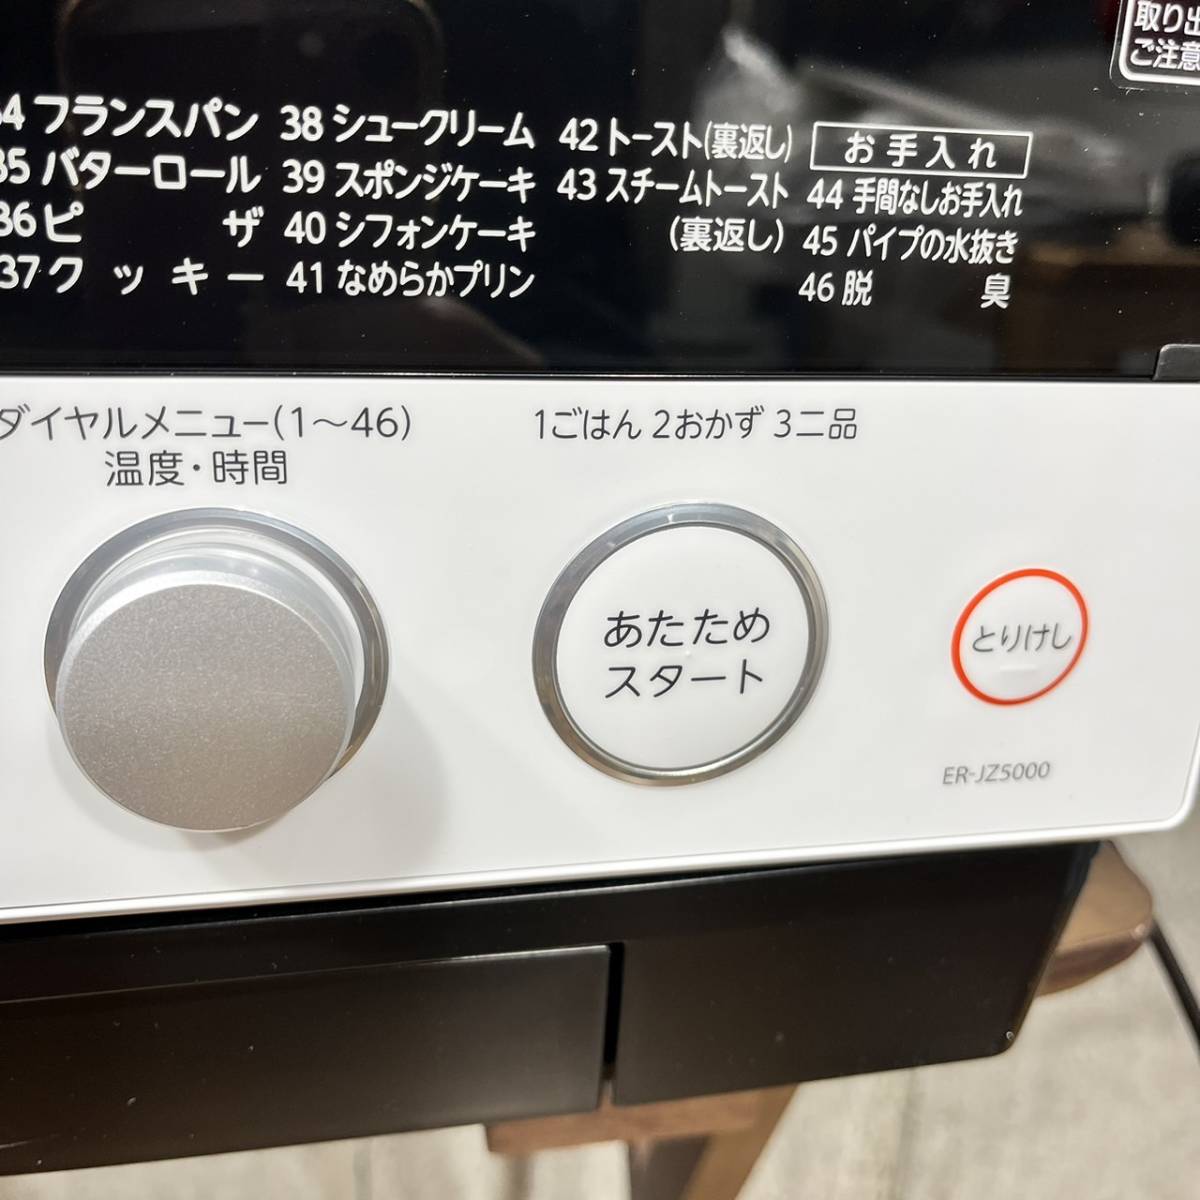 取り出
ご注意
34 フランスパン 38 シュークリーム 42 トースト(裏返し) お手入れ
35 バターロール 39 スポンジケーキ 43 スチームトースト 44 手間なしお手入れ
36 ピザ 40 シフォンケーキ (裏返し) 45 パイプの水抜き
37 クッキー 41 なめらかプリン 46 脱臭
ダイヤルメニュー(1～46) 1ごはん 2おかず 3二品
温度・時間
あたため
スタート
とりけし
ER-JZ5000